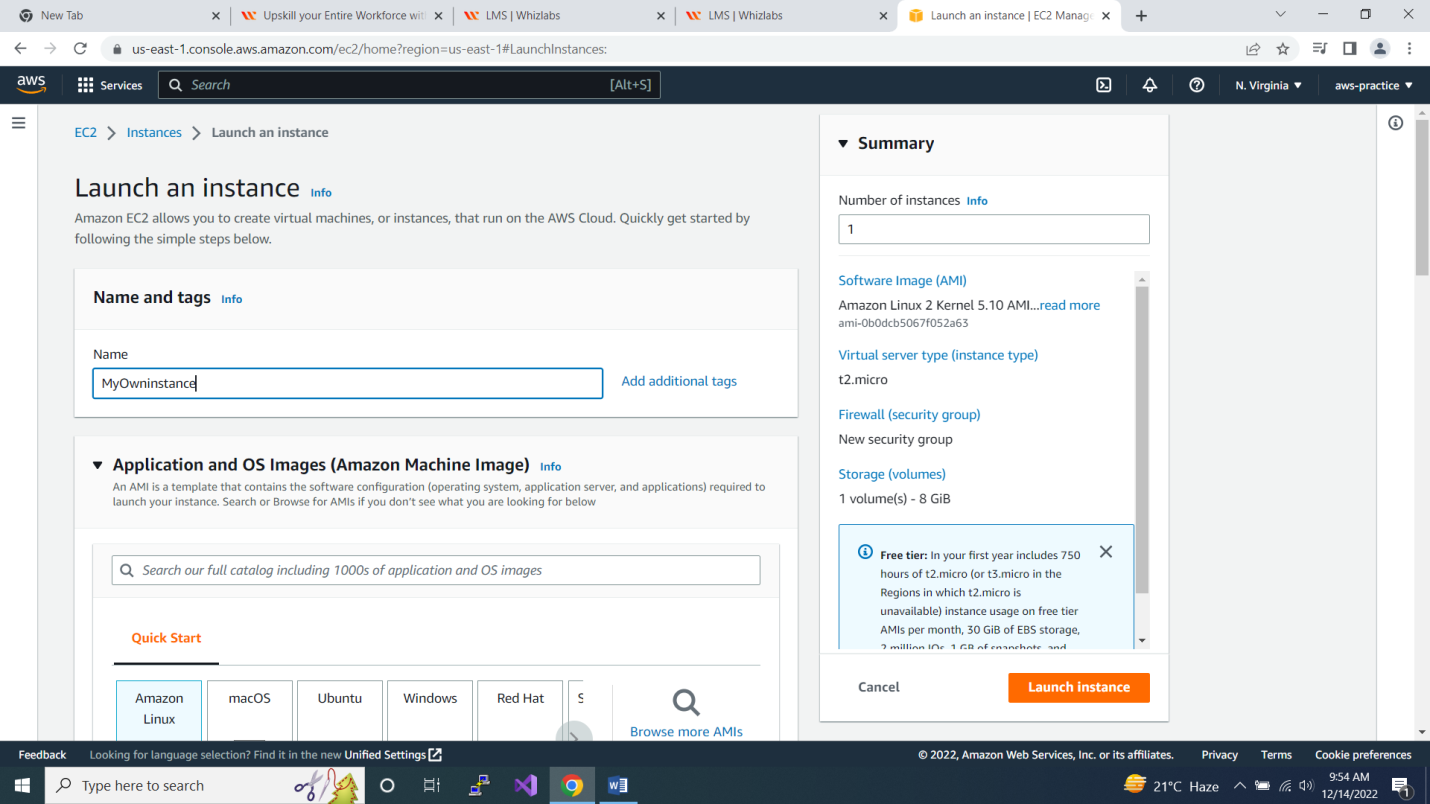 New Tab
Upskill your Entire Workforce wit
LMS | Whizlabs
LMS | Whizlabs
Launch an instance | EC2 Manage
us-east-1.console.aws.amazon.com/ec2/home?region=us-east-1#LaunchInstances:
aws
Services
Search
[Alt+S]
N. Virginia
aws-practice
EC2
Instances
Launch an instance
Launch an instance Info
Amazon EC2 allows you to create virtual machines, or instances, that run on the AWS Cloud. Quickly get started by
following the simple steps below.
Name and tags Info
Name
MyOwninstance
Add additional tags
Application and OS Images (Amazon Machine Image) Info
An AMI is a template that contains the software configuration (operating system, application server, and applications) required to
launch your instance. Search or Browse for AMIs if you don't see what you are looking for below
Search our full catalog including 1000s of application and OS images
Quick Start
Amazon
Linux
macOS
Ubuntu
Windows
Red Hat
S
Browse more AMIs
Summary
Number of instances Info
1
Software Image (AMI)
Amazon Linux 2 Kernel 5.10 AMI...read more
ami-0b0dcb5067f052a63
Virtual server type (instance type)
t2.micro
Firewall (security group)
New security group
Storage (volumes)
1 volume(s) - 8 GiB
Free tier: In your first year includes 750
hours of t2.micro (or t3.micro in the
Regions in which t2.micro is
unavailable) instance usage on free tier
AMIs per month, 30 GiB of EBS storage,
2 million IOs, 1 GB of snapshots, and
Cancel
Launch instance
Feedback
Looking for language selection? Find it in the new Unified Settings
© 2022, Amazon Web Services, Inc. or its affiliates.
Privacy
Terms
Cookie preferences
Type here to search
21°C Haze
9:54 AM
12/14/2022
1